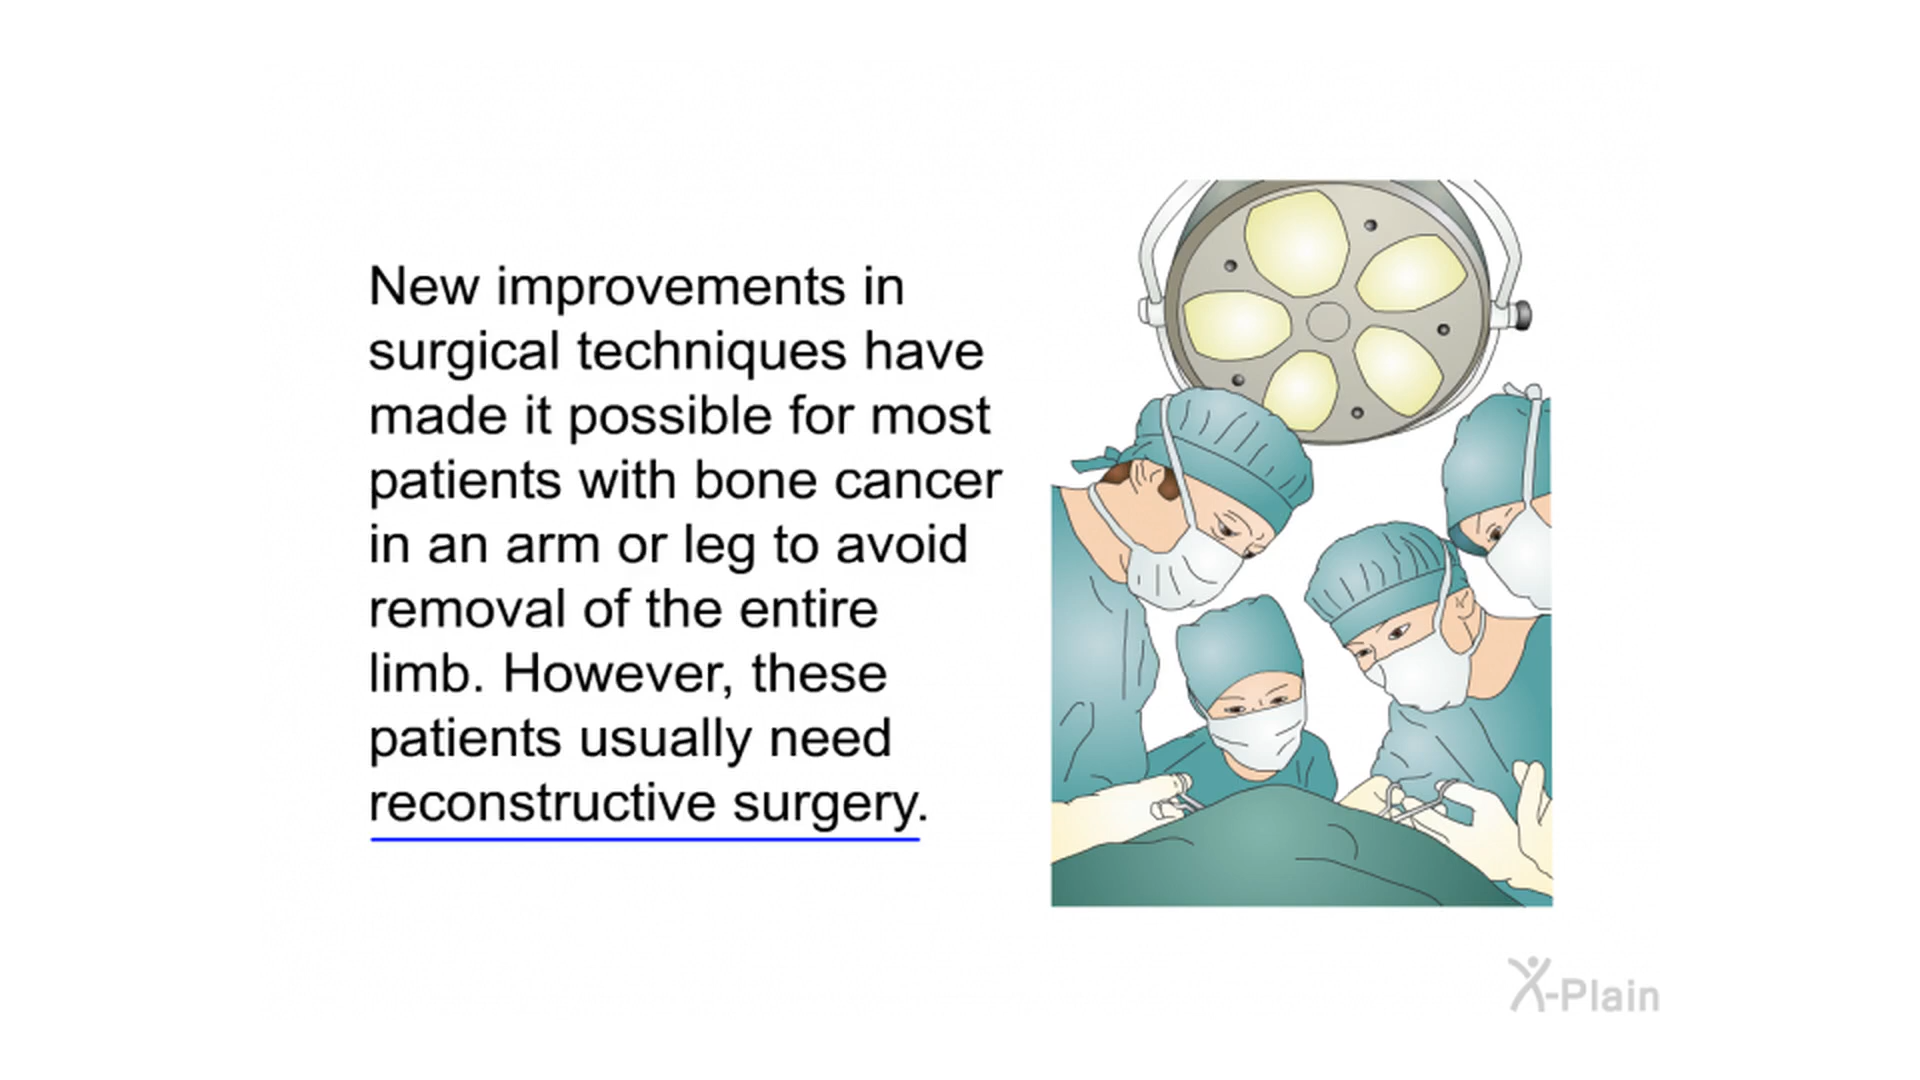 New improvements in
surgical techniques have
made it possible for most
patients with bone cancer
in an arm or leg to avoid
removal of the entire
limb. However, these
patients usually need
reconstructive surgery.
X-Plain